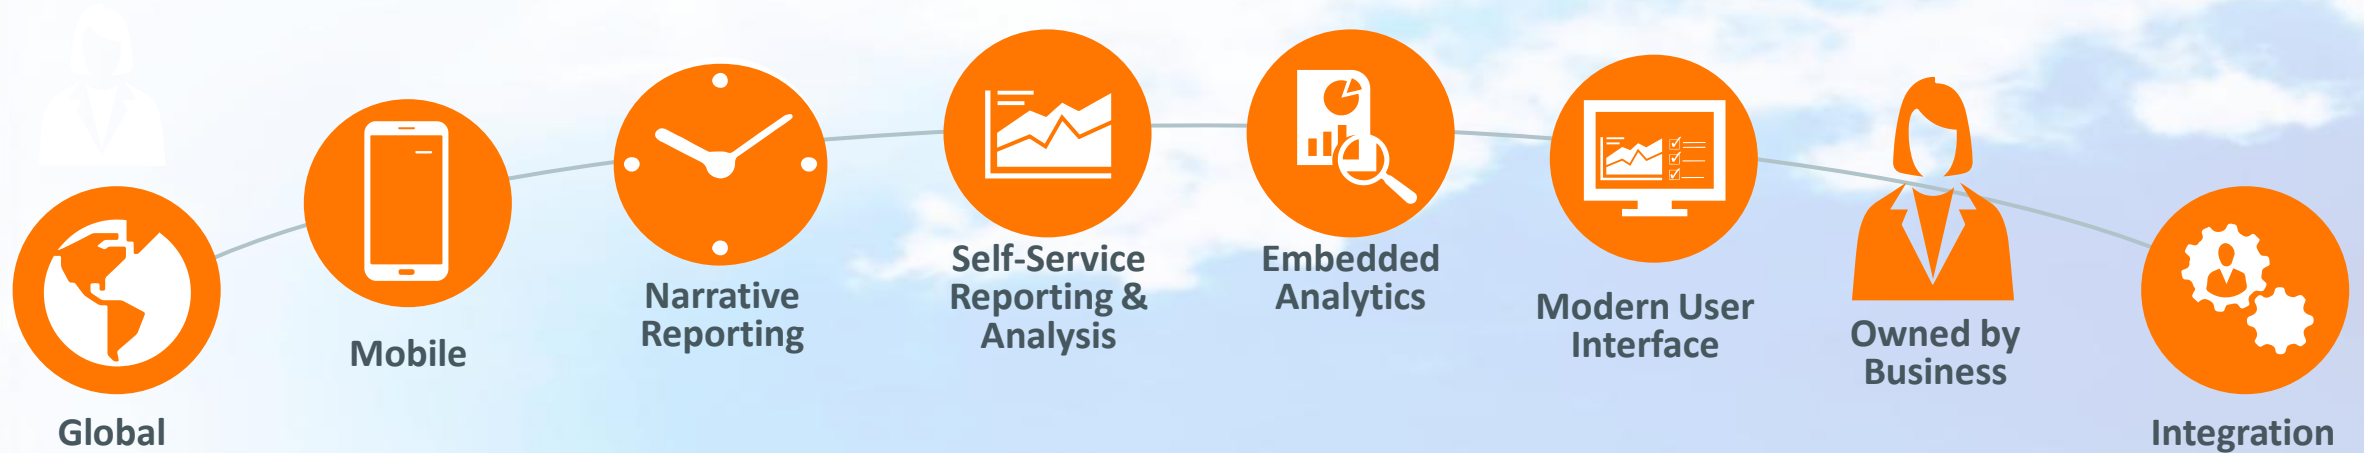 Global
Mobile
Narrative
Reporting
Self-Service
Reporting &
Analysis
Embedded
Analytics
Modern User
Interface
Owned by
Business
Integration